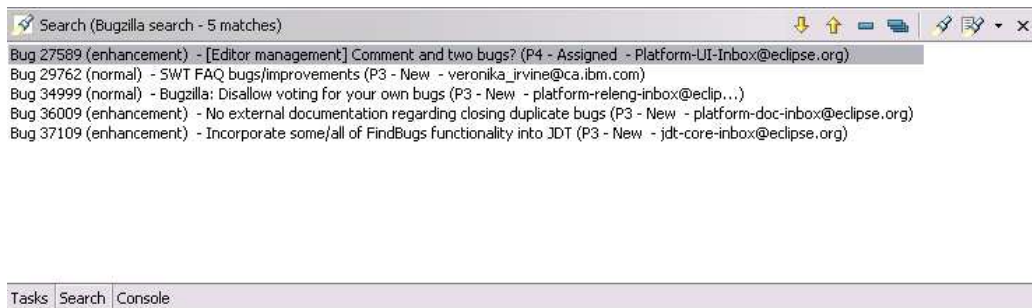 Search (Bugzilla search - 5 matches)
Bug 27589 (enhancement) - [Editor management] Comment and two bugs? (P4 - Assigned - Platform-UI-Inbox@eclipse.org)
Bug 29762 (normal) - SWT FAQ bugs/improvements (P3 - New - veronika_irvine@ca.ibm.com)
Bug 34999 (normal) - Bugzilla: Disallow voting for your own bugs (P3 - New - platform-releng-inbox@eclip...)
Bug 36009 (enhancement) - No external documentation regarding closing duplicate bugs (P3 - New - platform-doc-inbox@eclipse.org)
Bug 37109 (enhancement) - Incorporate some/all of FindBugs functionality into JDT (P3 - New - jdt-core-inbox@eclipse.org)
Tasks Search Console